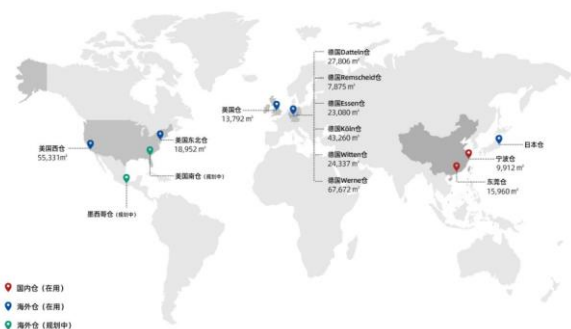 德国Datteln仓
27,806 ㎡
德国Remscheid仓
7,875 ㎡
德国Essen仓
23,080 ㎡
德国Köln仓
43,260 ㎡
德国Witten仓
24,337 ㎡
德国Werne仓
67,672 ㎡
英国仓
13,792 ㎡
美国西仓
55,331㎡
美国东北仓
18,952 ㎡
美国南仓（规划中）
墨西哥仓（规划中）
日本仓
宁波仓
9,912 ㎡
东莞仓
15,960 ㎡
国内仓（在用）
海外仓（在用）
海外仓（规划中）